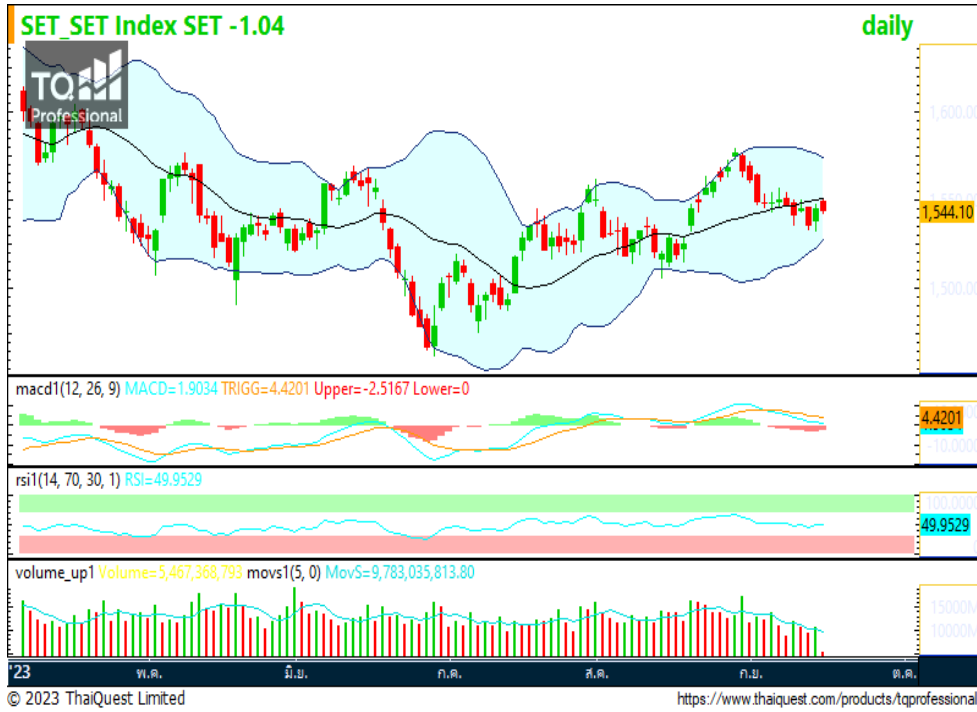 SET_SET Index SET -1.04 daily
TQ
Professional
1,600.00
1,544.10
1,500.00
macd1(12, 26, 9) MACD=1.9034 TRIGG=4.4201 Upper=-2.5167 Lower=0
4.4201
-10.0000
rsi1(14, 70, 30, 1) RSI=49.9529
100.0000
49.9529
volume_up1 Volume=5,467,368,793 movs1(5, 0) MovS=9,783,035,813.80
15000M
10000M
'23 พ.ค. มิ.ย. ก.ค. ส.ค. ก.ย. ต.ค.
© 2023 ThaiQuest Limited https://www.thaiquest.com/products/tqprofessional